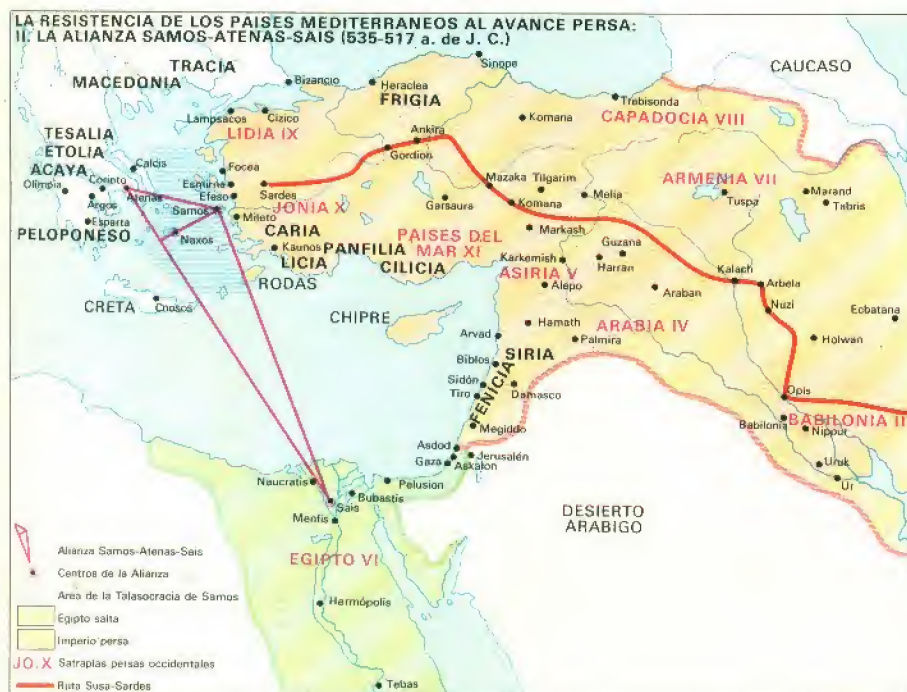 LA RESISTENCIA DE LOS PAISES MEDITERRANEOS AL AVANCE PERSA:
II. LA ALIANZA SAMOS-ATENAS-SAIS (535-517 a. de J. C.)
TRACIA
MACEDONIA
Bizancio
Heraclea
FRIGIA
Sinope
CAUCASO
Lampsacos
Cizico
LIDIA IX
Ankira
Gordion
Komana
Trebisonda
CAPADOCIA VIII
TESALIA
ETOLIA
ACAYA
Calcis
Focea
Olimpia
Corinto
Atenas
Esmirna
Efeso
Sardes
Mazaka
Tilgarim
Melia
ARMENIA VII
Tuspa
Marand
Tabris
Argos
Esparta
PELOPONESO
Samos
Mileto
JONIA X
Garsaura
Komana
Naxos
CARIA
Kaunos
LICIA
PANFILIA
CILICIA
PAISES DEL
MAR XI
Markash
Karkemish
Guzana
Harran
ASIRIA V
Alepo
Araban
Kalach
Arbela
Nuzi
RODAS
CRETA
Cnosos
CHIPRE
Arvad
Hamath
ARABIA IV
Palmira
Eobatana
Holwan
Biblos
SIRIA
Sidón
Tiro
FENICIA
Damasco
Megiddo
Opis
Babilonia
BABILONIA II
Nippur
Uruk
Ur
Asdod
Gaza
Askalon
Jerusalén
Naucratis
Sais
Bubastis
Pelusion
Menfis
EGIPTO VI
DESIERTO
ARABIGO
Hermópolis
Tebas
Alianza Samos-Atenas-Sais
Centros de la Alianza
Area de la Talasocracia de Samos
Egipto saita
Imperio persa
JO.X Satrapias persas occidentales
Ruta Susa-Sardes